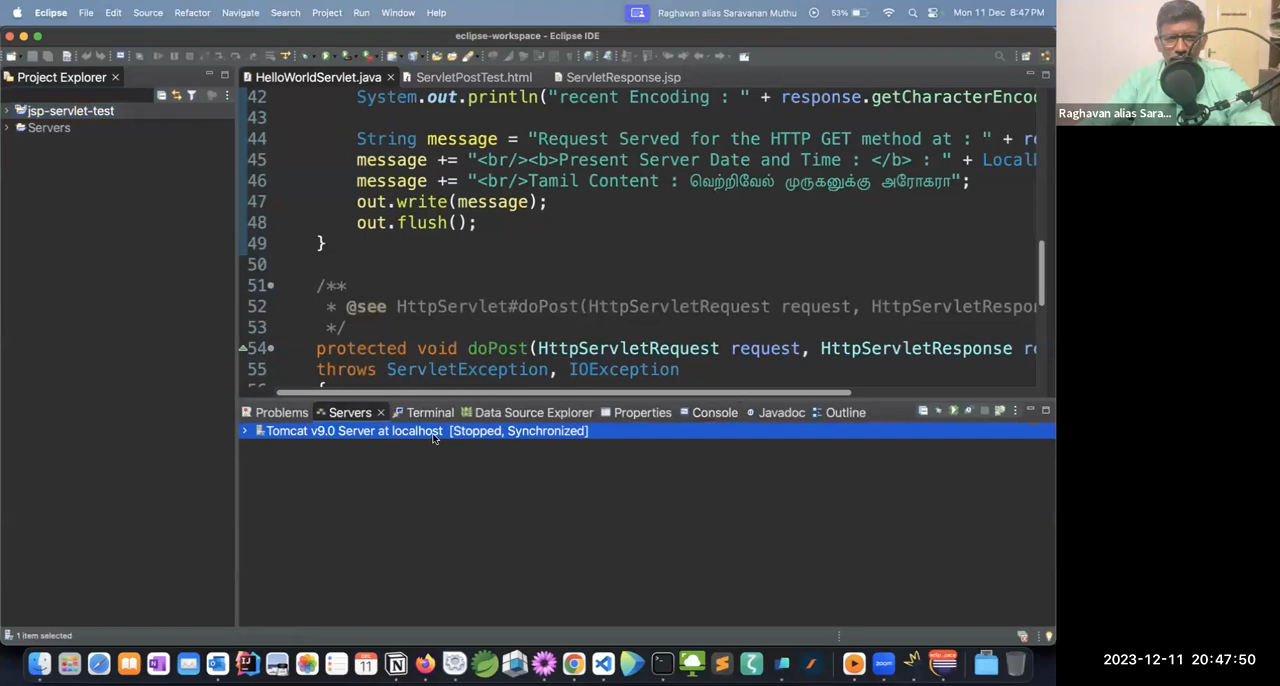 Eclipse File Edit Source Refactor Navigate Search Project Run Window Help Raghavan alias Saravanan Muthu 53% Mon 11 Dec 8:47 PM
eclipse-workspace - Eclipse IDE
Project Explorer
HelloWorldServlet.java ServletPostTest.html ServletResponse.jsp
jsp-servlet-test
Servers
42 System.out.println("recent Encoding : " + response.getCharacterEnco
43
44 String message = "Request Served for the HTTP GET method at : " + re
45 message += "<br/><b>Present Server Date and Time : </b> : " + Local
46 message += "<br/>Tamil Content : வெற்றிவேல் முருகனுக்கு அரோகரா";
47 out.write(message);
48 out.flush();
49 }
50
51 /**
52 * @see HttpServlet#doPost(HttpServletRequest request, HttpServletRespon
53 */
54 protected void doPost(HttpServletRequest request, HttpServletResponse re
55 throws ServletException, IOException
{
Problems Servers Terminal Data Source Explorer Properties Console Javadoc Outline
Tomcat v9.0 Server at localhost [Stopped, Synchronized]
1 item selected
Raghavan alias Sara...
2023-12-11 20:47:50